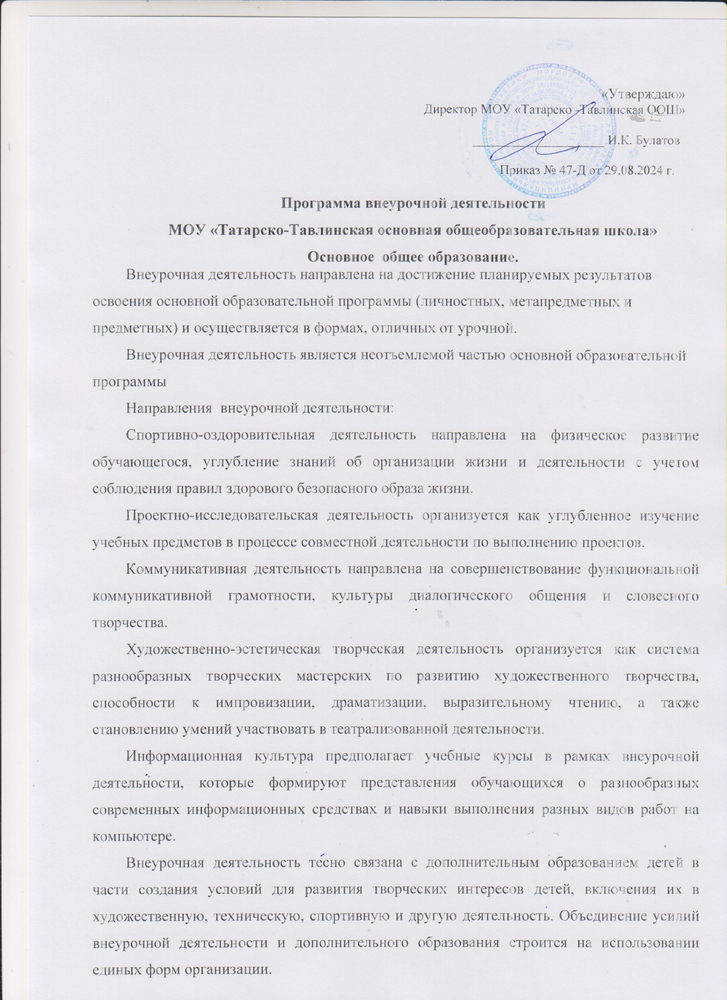 «Утверждаю»
Директор МОУ «Татарско -Тавлинская ООШ»
И.К. Булатов
Приказ № 47-Д от 29.08.2024 г.
Программа внеурочной деятельности
МОУ «Татарско-Тавлинская основная общеобразовательная школа»
Основное общее образование.
Внеурочная деятельность направлена на достижение планируемых результатов
освоения основной образовательной программы (личностных, метапредметных и
предметных) и осуществляется в формах, отличных от урочной.
Внеурочная деятельность является неотъемлемой частью основной образовательной
программы
Направления внеурочной деятельности:
Спортивно-оздоровительная деятельность направлена на физическое развитие
обучающегося, углубление знаний об организации жизни и деятельности с учетом
соблюдения правил здорового безопасного образа жизни.
Проектно-исследовательская деятельность организуется как углубленное изучение
учебных предметов в процессе совместной деятельности по выполнению проектов.
Коммуникативная деятельность направлена на совершенствование функциональной
коммуникативной грамотности, культуры диалогического общения и словесного
творчества.
Художественно-эстетическая творческая деятельность организуется как система
разнообразных творческих мастерских по развитию художественного творчества,
способности к импровизации, драматизации, выразительному чтению, а также
становлению умений участвовать в театрализованной деятельности.
Информационная культура предполагает учебные курсы в рамках внеурочной
деятельности, которые формируют представления обучающихся о разнообразных
современных информационных средствах и навыки выполнения разных видов работ на
компьютере.
Внеурочная деятельность тесно связана с дополнительным образованием детей в
части создания условий для развития творческих интересов детей, включения их в
художественную, техническую, спортивную и другую деятельность. Объединение усилий
внеурочной деятельности и дополнительного образования строится на использовании
единых форм организации.